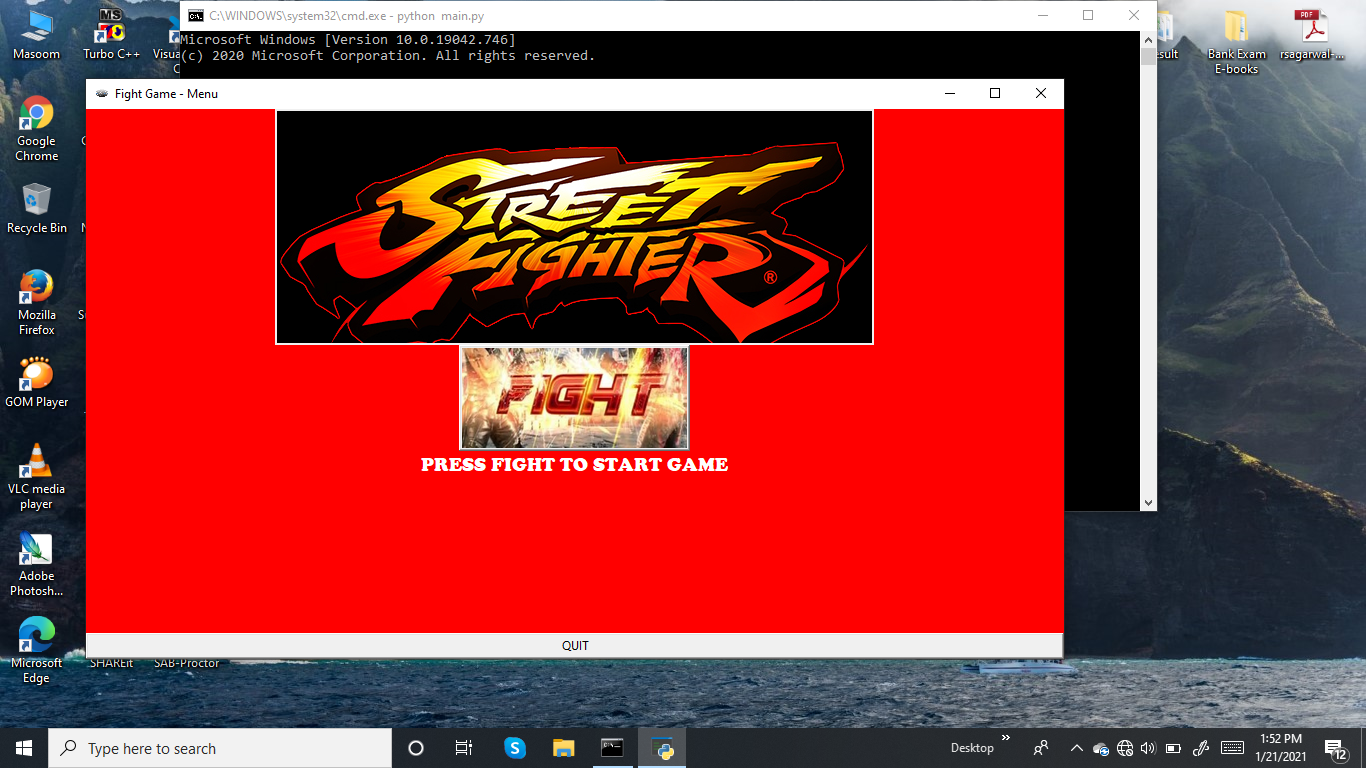 C:\WINDOWS\system32\cmd.exe - python main.py
Microsoft Windows [Version 10.0.19042.746]
(c) 2020 Microsoft Corporation. All rights reserved.
Masoom
MS
Turbo C++
Visua
C
sult
Bank Exam
E-books
PDF
rsagarwal-...
Fight Game - Menu
STREET
FIGHTER®
FIGHT
PRESS FIGHT TO START GAME
QUIT
Google
Chrome
Recycle Bin
Mozilla
Firefox
GOM Player
VLC media
player
Adobe
Photosh...
Microsoft
Edge
SHAREit
SAB-Proctor
Type here to search
Desktop
»
1:52 PM
1/21/2021
12